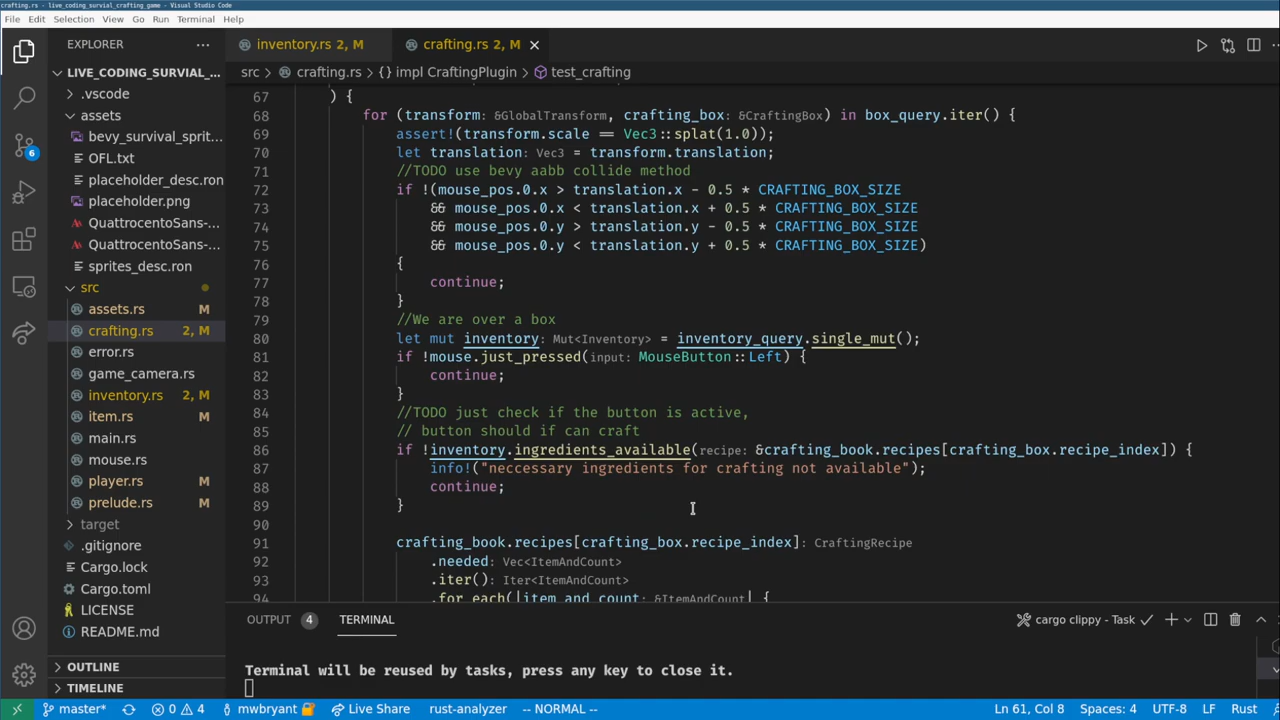 crafting.rs - live_coding_survial_crafting_game - Visual Studio Code
File Edit Selection View Go Run Terminal Help
EXPLORER
LIVE_CODING_SURVIAL_...
.vscode
assets
bevy_survival_sprit...
OFL.txt
placeholder_desc.ron
placeholder.png
QuattrocentoSans-...
QuattrocentoSans-...
sprites_desc.ron
src
assets.rs M
crafting.rs 2, M
error.rs
game_camera.rs
inventory.rs 2, M
item.rs M
main.rs
mouse.rs
player.rs M
prelude.rs M
target
.gitignore
Cargo.lock
Cargo.toml
LICENSE
README.md
OUTLINE
TIMELINE
6
inventory.rs 2, M crafting.rs 2, M
src > crafting.rs > {} impl CraftingPlugin > test_crafting
67 ) {
68 for (transform: &GlobalTransform, crafting_box: &CraftingBox) in box_query.iter() {
69 assert!(transform.scale == Vec3::splat(1.0));
70 let translation: Vec3 = transform.translation;
71 //TODO use bevy aabb collide method
72 if !(mouse_pos.0.x > translation.x - 0.5 * CRAFTING_BOX_SIZE
73 && mouse_pos.0.x < translation.x + 0.5 * CRAFTING_BOX_SIZE
74 && mouse_pos.0.y > translation.y - 0.5 * CRAFTING_BOX_SIZE
75 && mouse_pos.0.y < translation.y + 0.5 * CRAFTING_BOX_SIZE)
76 {
77 continue;
78 }
79 //We are over a box
80 let mut inventory: Mut<Inventory> = inventory_query.single_mut();
81 if !mouse.just_pressed(input: MouseButton::Left) {
82 continue;
83 }
84 //TODO just check if the button is active,
85 // button should if can craft
86 if !inventory.ingredients_available(recipe: &crafting_book.recipes[crafting_box.recipe_index]) {
87 info!("neccessary ingredients for crafting not available");
88 continue;
89 }
90
91 crafting_book.recipes[crafting_box.recipe_index]: CraftingRecipe
92 .needed: Vec<ItemAndCount>
93 .iter(): Iter<ItemAndCount>
94 .for_each(|item_and_count: &ItemAndCount| {
OUTPUT 4 TERMINAL cargo clippy - Task
Terminal will be reused by tasks, press any key to close it.
master* 0 4 mwbryant Live Share rust-analyzer -- NORMAL -- Ln 61, Col 8 Spaces: 4 UTF-8 LF Rust